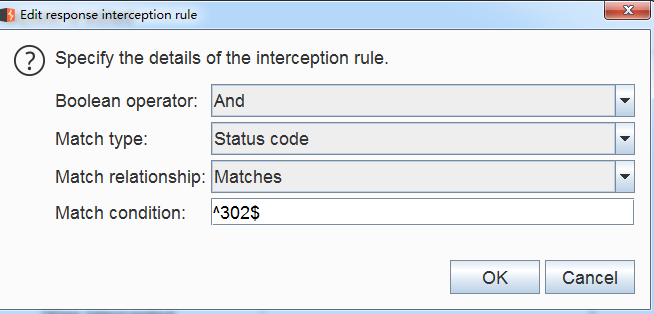 Edit response interception rule
Specify the details of the interception rule.
Boolean operator: And
Match type: Status code
Match relationship: Matches
Match condition: ^302$
OK Cancel